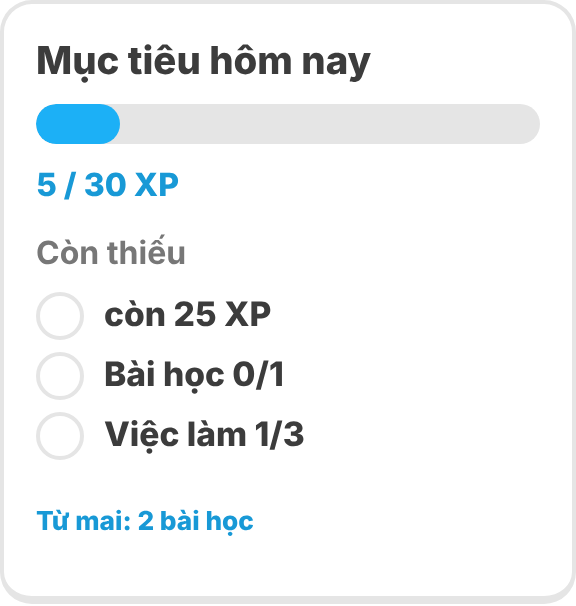 Mục tiêu hôm nay
5 / 30 XP
Còn thiếu
còn 25 XP
Bài học 0/1
Việc làm 1/3
Từ mai: 2 bài học